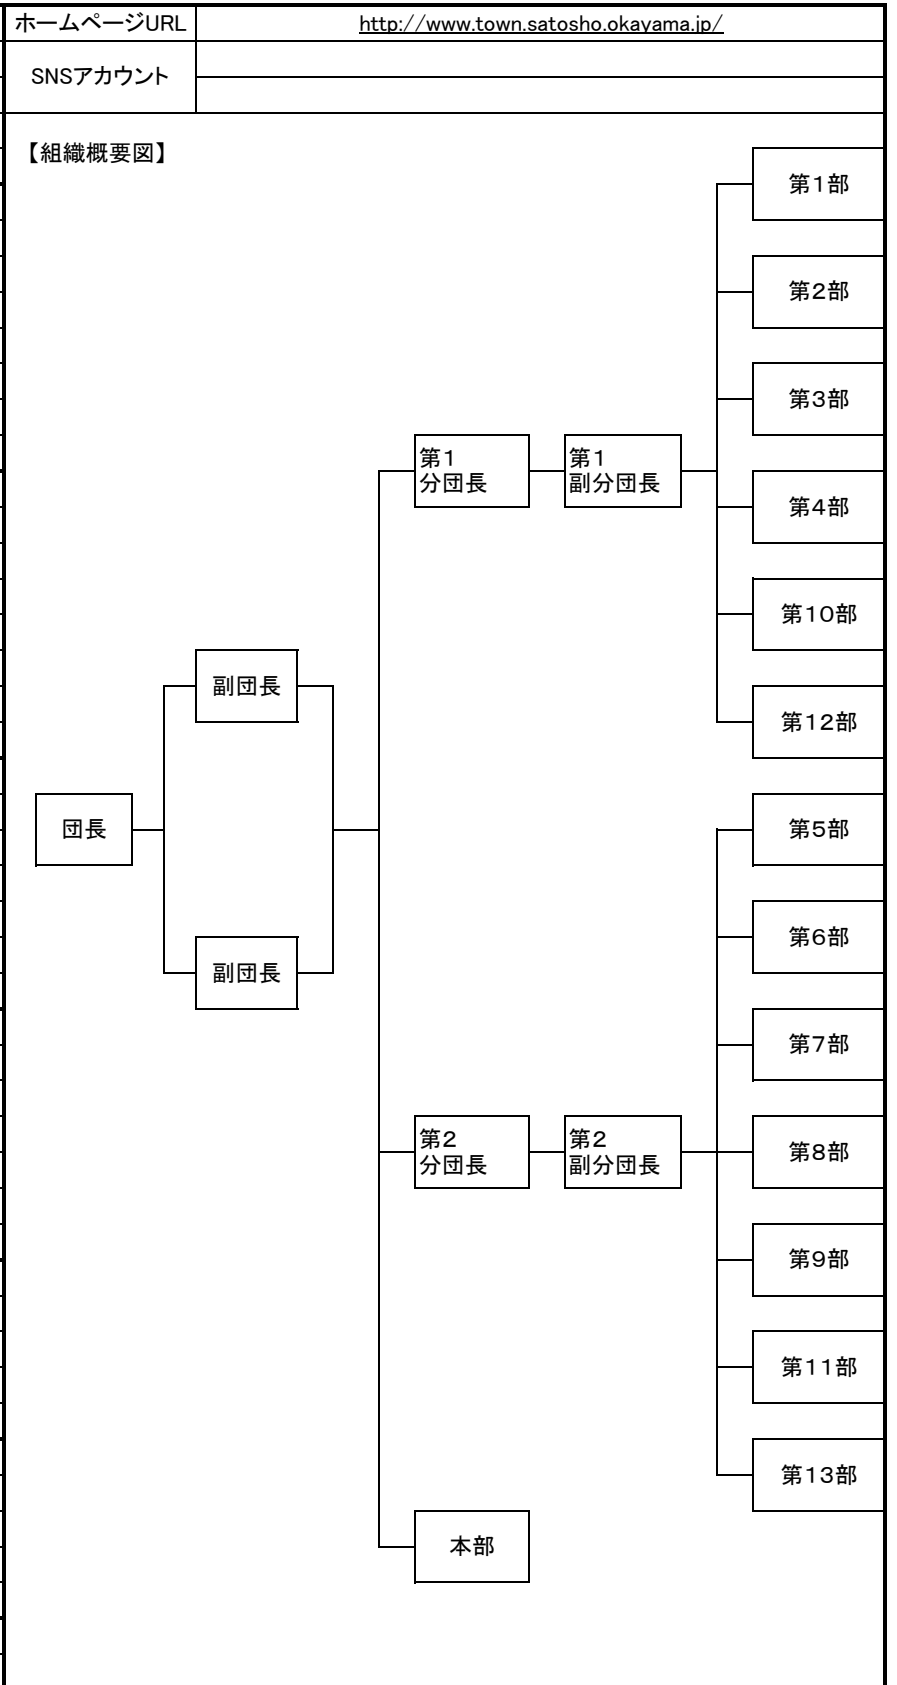 ホームページURL
http://www.town.satosho.okayama.jp/
SNSアカウント
【組織概要図】
第1部
第2部
第3部
第1
分団長
第1
副分団長
第4部
第10部
副団長
第12部
団長
第5部
第6部
副団長
第7部
第2
分団長
第2
副分団長
第8部
第9部
第11部
第13部
本部